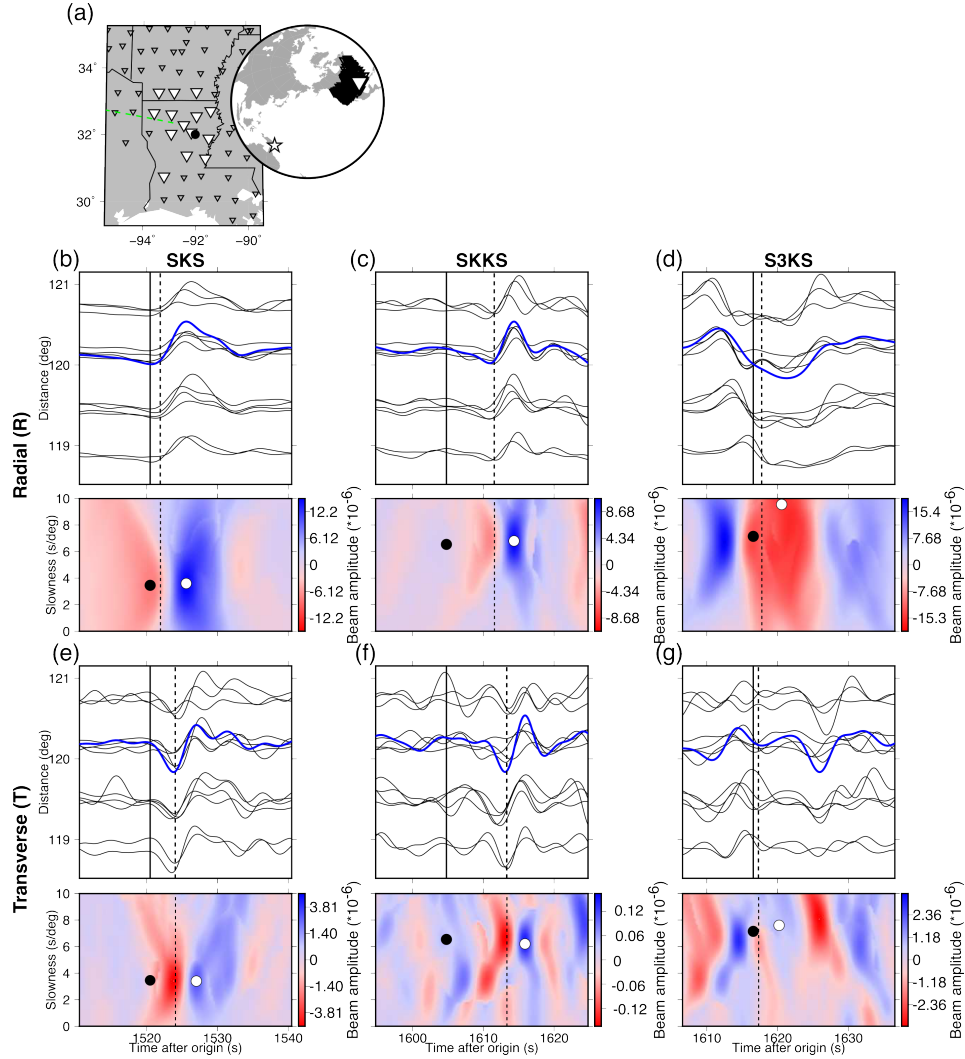 (a)
34°
32°
30°
−94° −92° −90°
(b) SKS (c) SKKS (d) S3KS
Radial (R)
Distance (deg)
121
120
119
Slowness (s/deg)
10
8
6
4
2
0
12.2
6.12
-6.12
-12.2
Beam amplitude (*10⁻⁶)
8.68
4.34
-4.34
-8.68
Beam amplitude (*10⁻⁶)
15.4
7.68
-7.68
-15.3
Beam amplitude (*10⁻⁶)
(e) (f) (g)
Transverse (T)
Distance (deg)
121
120
119
Slowness (s/deg)
10
8
6
4
2
0
3.81
1.40
-1.40
-3.81
Beam amplitude (*10⁻⁶)
0.12
0.06
-0.06
-0.12
Beam amplitude (*10⁻⁶)
2.36
1.18
-1.18
-2.36
Beam amplitude (*10⁻⁶)
1520 1530 1540 1600 1610 1620 1610 1620 1630
Time after origin (s) Time after origin (s) Time after origin (s)